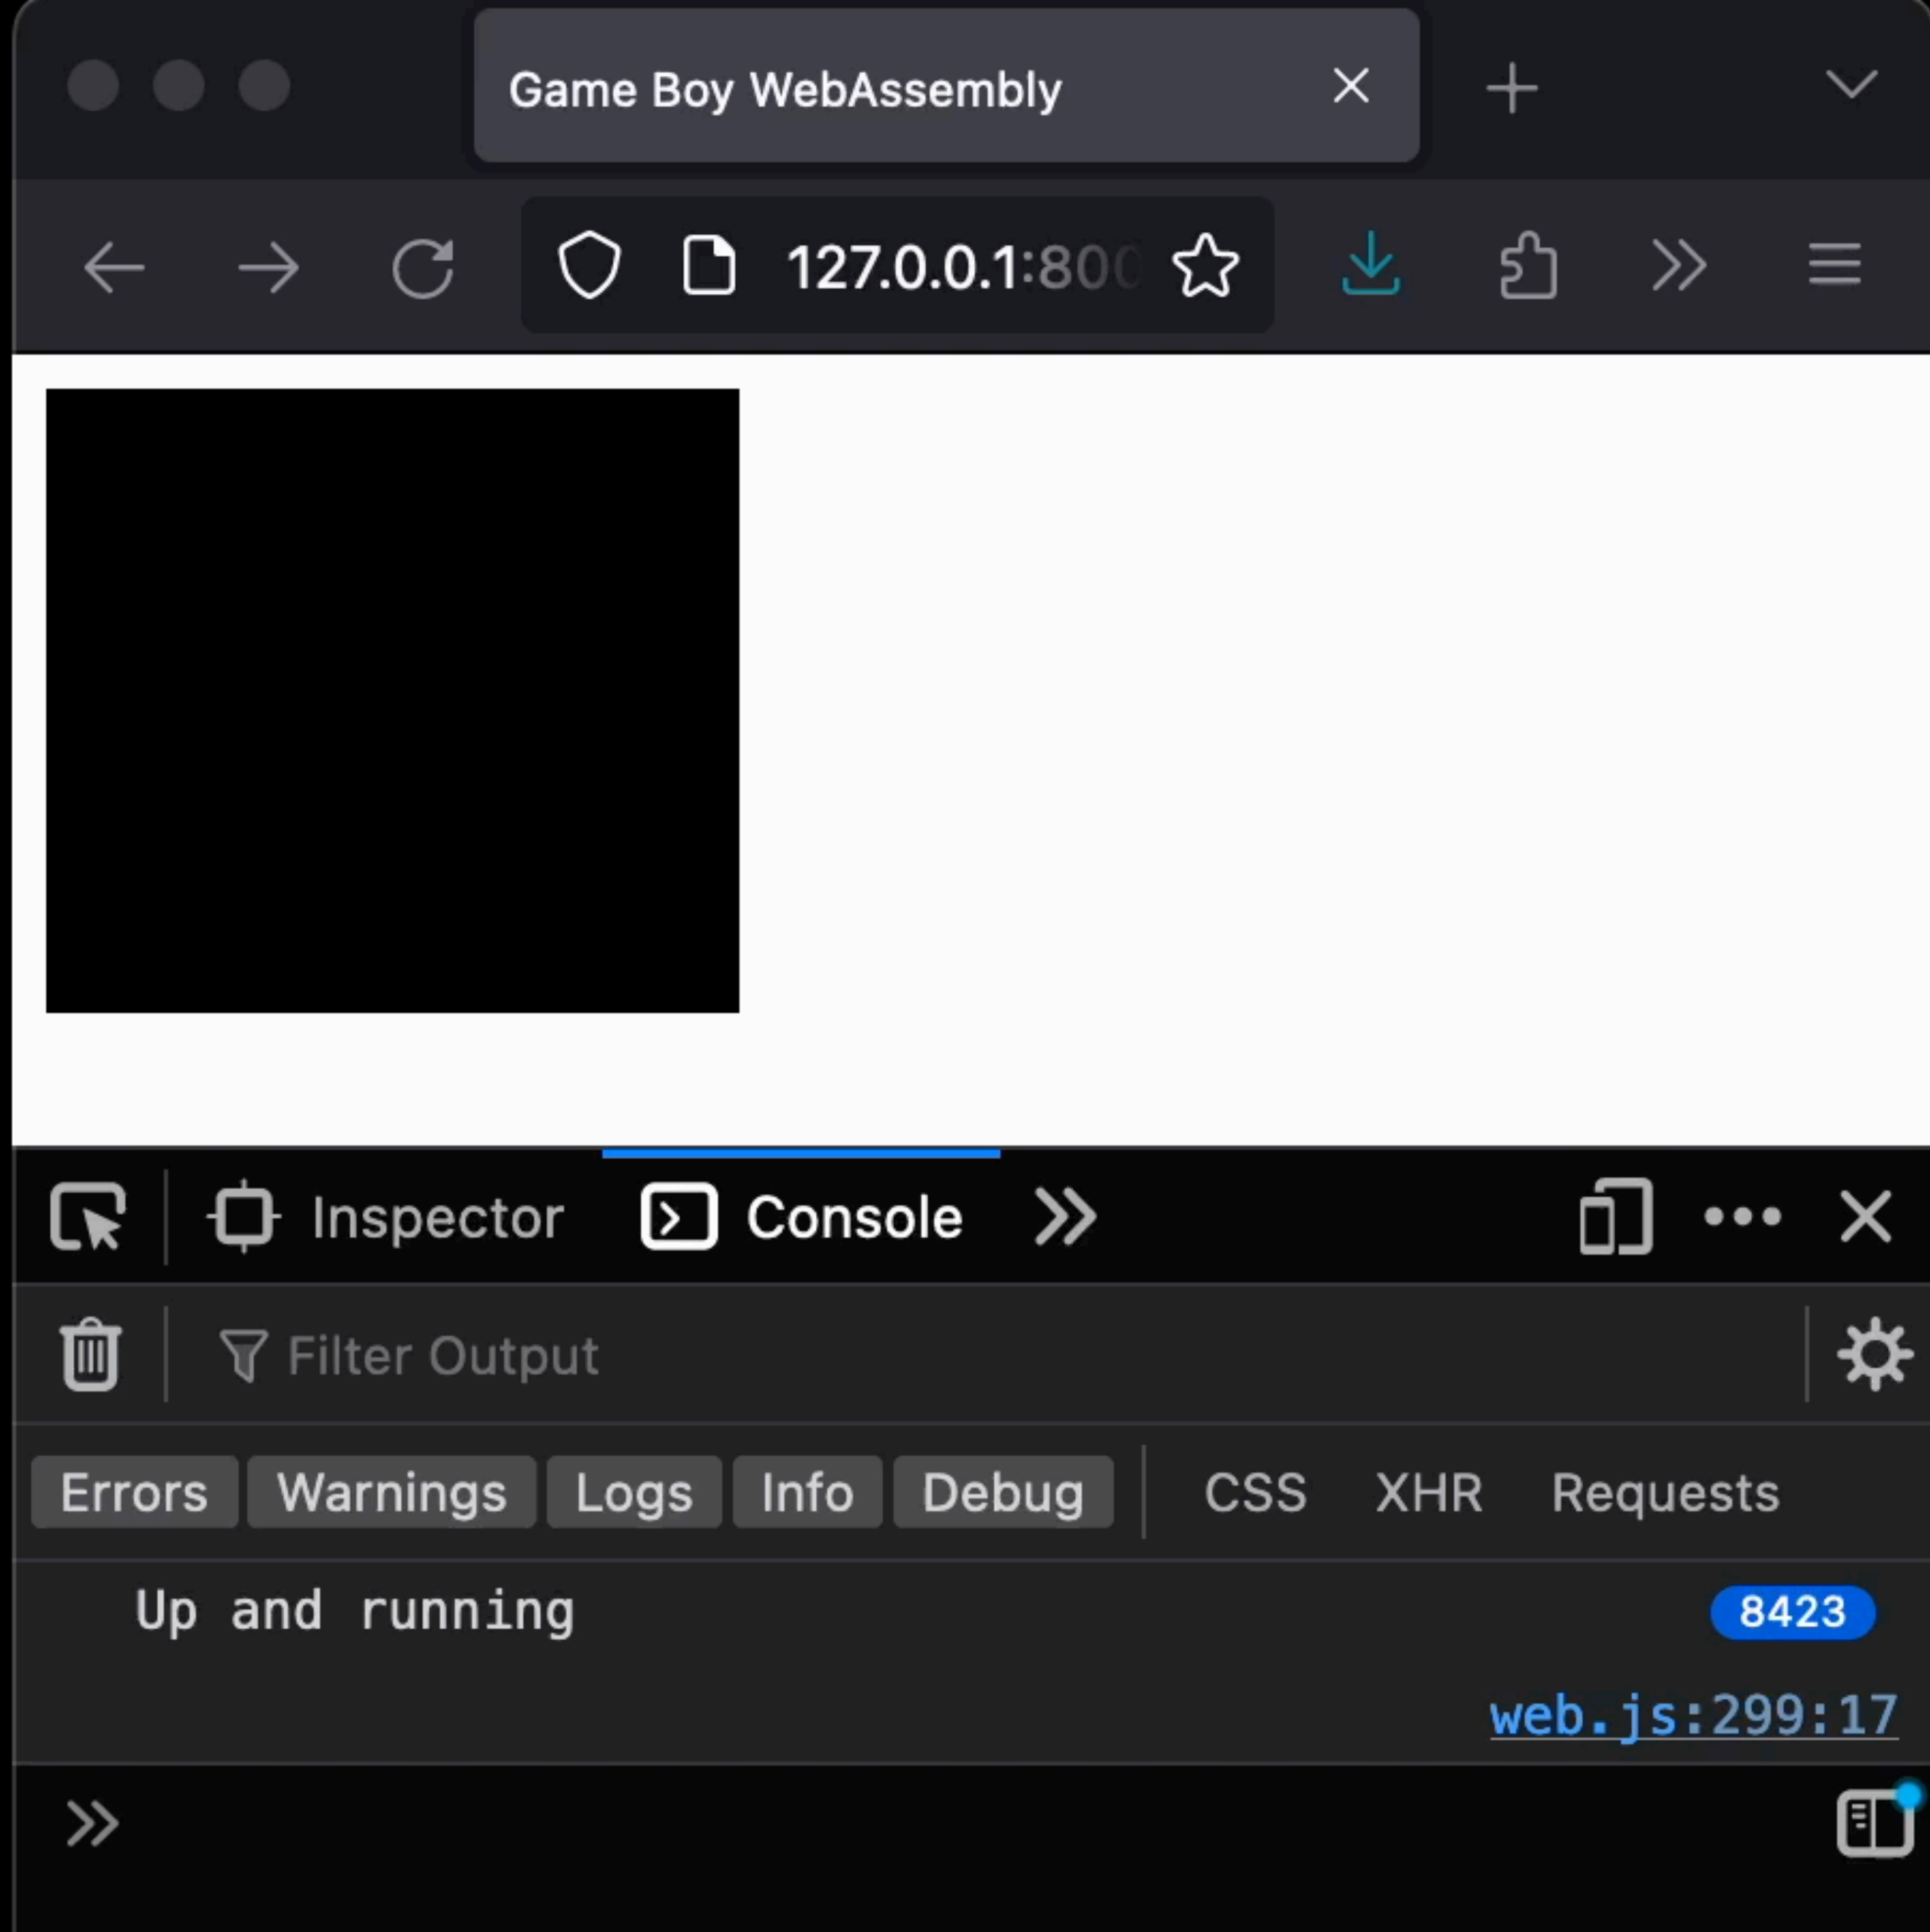 Game Boy WebAssembly
127.0.0.1:800
Inspector Console
Filter Output
Errors Warnings Logs Info Debug CSS XHR Requests
Up and running 8423
web.js:299:17